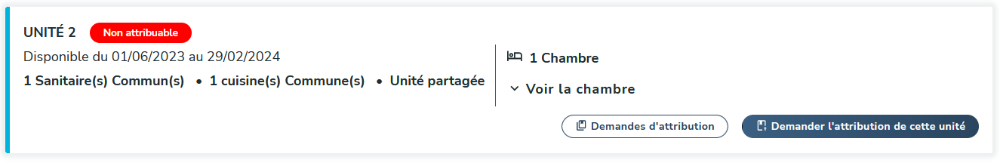 UNITÉ 2 Non attribuable
Disponible du 01/06/2023 au 29/02/2024
1 Sanitaire(s) Commun(s) • 1 cuisine(s) Commune(s) • Unité partagée
1 Chambre
Voir la chambre
Demandes d'attribution
Demander l'attribution de cette unité